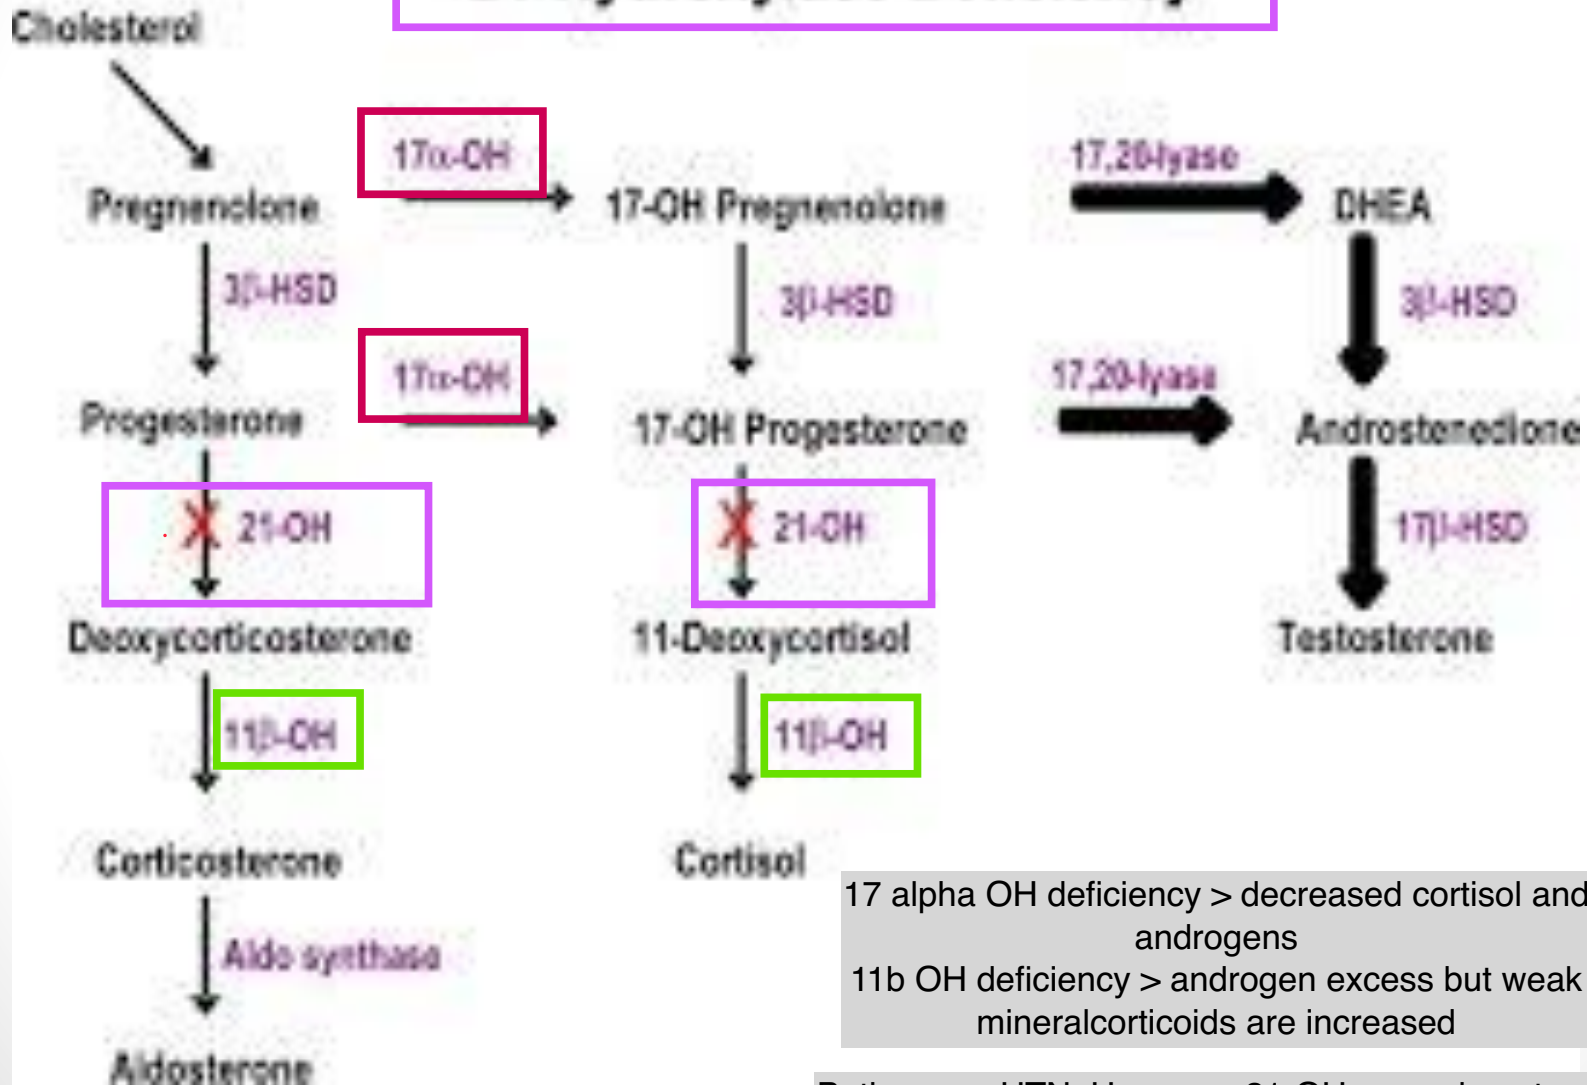 Cholesterol
17α-OH
17,20-lyase
Pregnenolone
17-OH Pregnenolone
DHEA
3β-HSD
3β-HSD
3β-HSD
17α-OH
17,20-lyase
Progesterone
17-OH Progesterone
Androstenedione
X 21-OH
X 21-OH
17β-HSD
Deoxycorticosterone
11-Deoxycortisol
Testosterone
11β-OH
11β-OH
Corticosterone
Cortisol
17 alpha OH deficiency > decreased cortisol and
androgens
11b OH deficiency > androgen excess but weak
mineralcorticoids are increased
Aldo synthase
Aldosterone